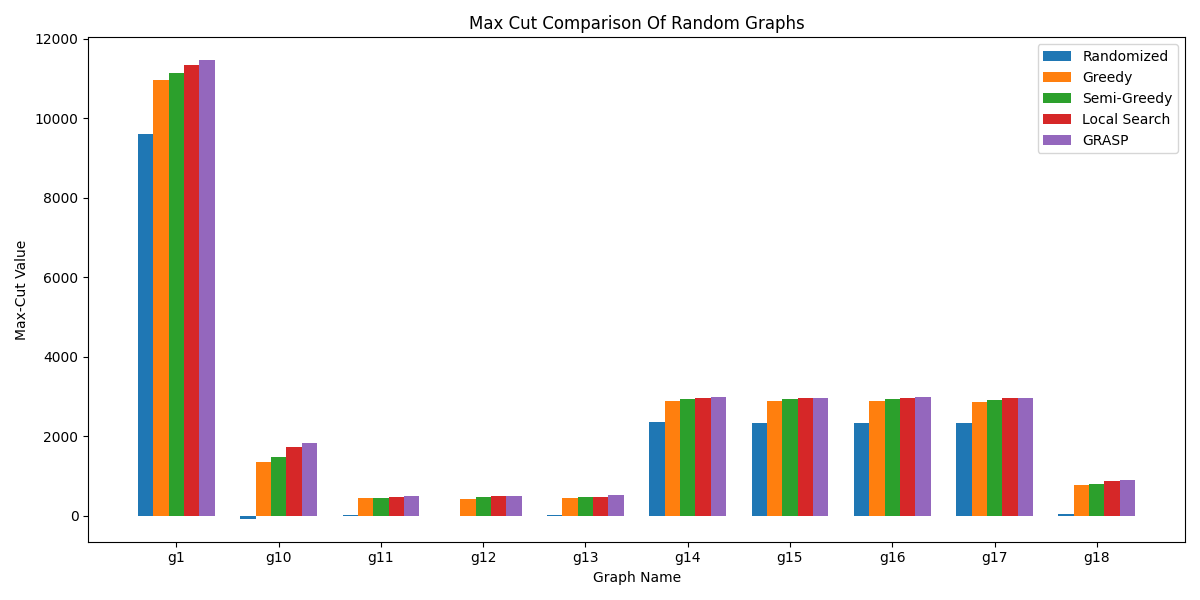 Max Cut Comparison Of Random Graphs
Max-Cut Value
12000
10000
8000
6000
4000
2000
0
Randomized
Greedy
Semi-Greedy
Local Search
GRASP
g1 g10 g11 g12 g13 g14 g15 g16 g17 g18
Graph Name